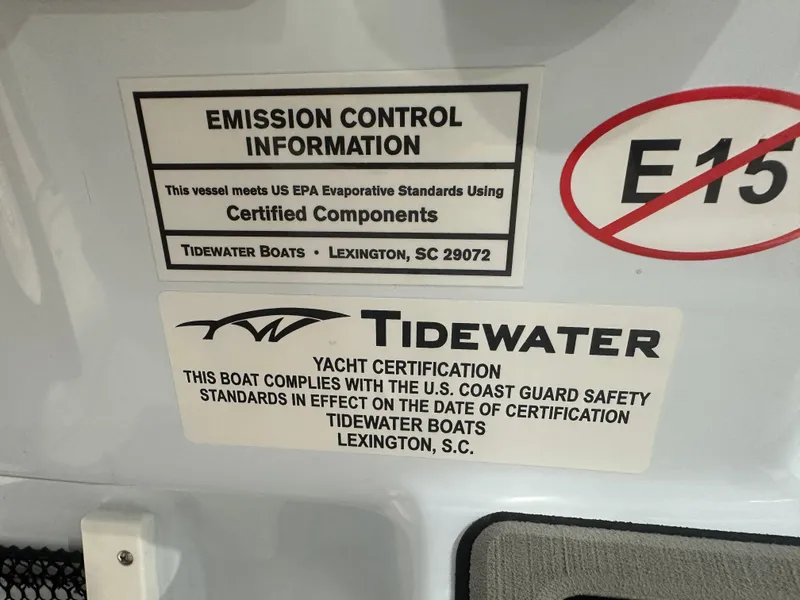 EMISSION CONTROL
INFORMATION
This vessel meets US EPA Evaporative Standards Using
Certified Components
TIDEWATER BOATS • LEXINGTON, SC 29072
E15
TIDEWATER
YACHT CERTIFICATION
THIS BOAT COMPLIES WITH THE U.S. COAST GUARD SAFETY
STANDARDS IN EFFECT ON THE DATE OF CERTIFICATION
TIDEWATER BOATS
LEXINGTON, S.C.